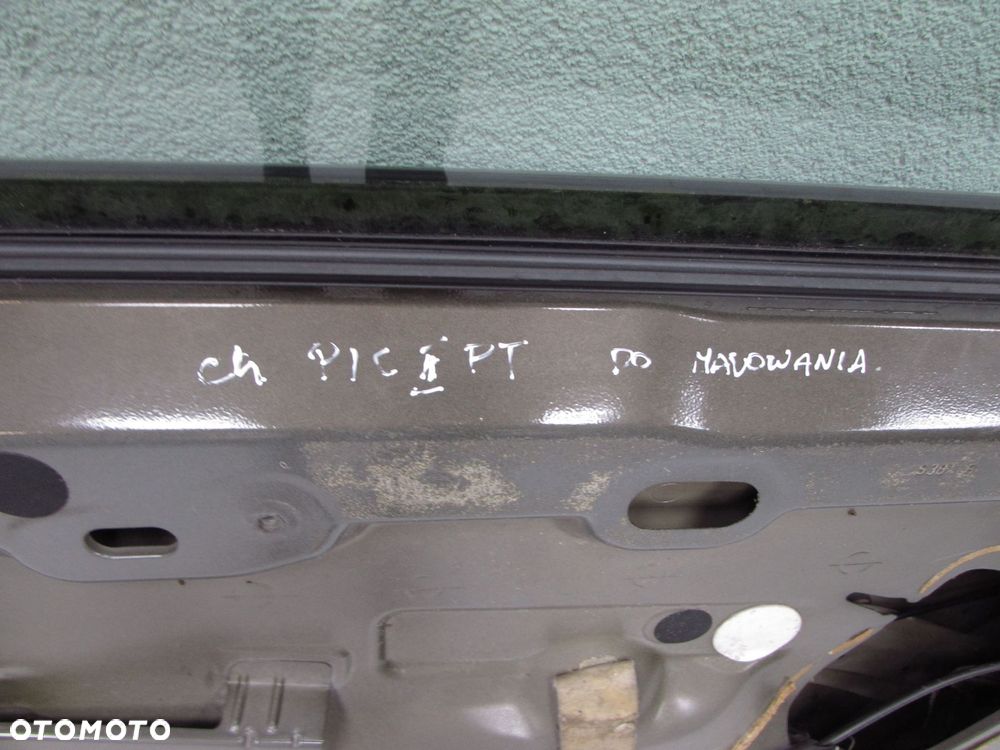 Ch PIC II PT DO MALOWANIA.
OTOMOTO